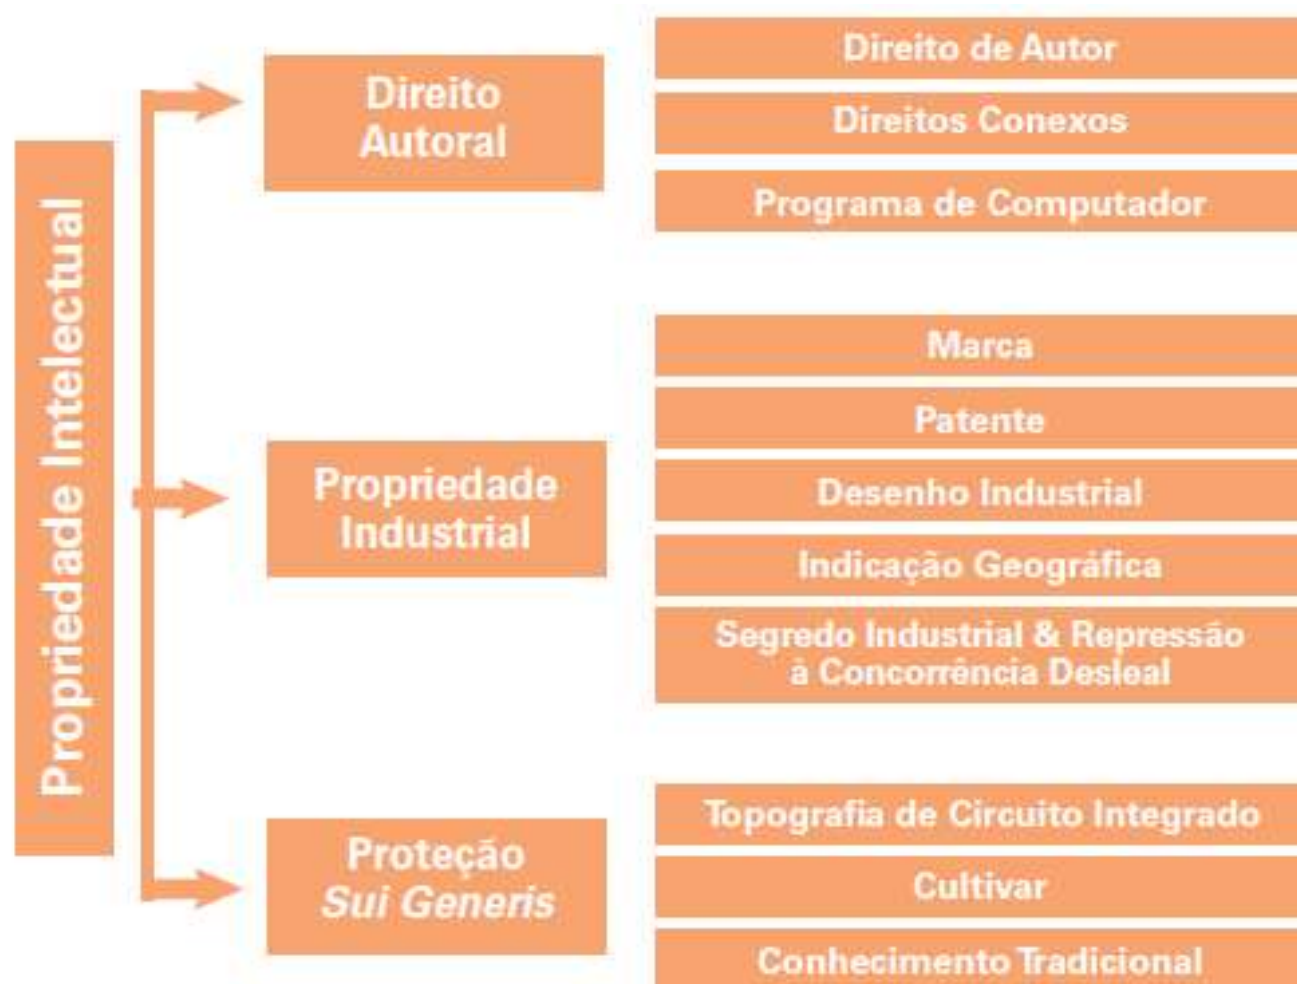 Propriedade Intelectual
Direito
Autoral
Direito de Autor
Direitos Conexos
Programa de Computador
Propriedade
Industrial
Marca
Patente
Desenho Industrial
Indicação Geográfica
Segredo Industrial & Repressão
à Concorrência Desleal
Proteção
Sui Generis
Topografia de Circuito Integrado
Cultivar
Conhecimento Tradicional